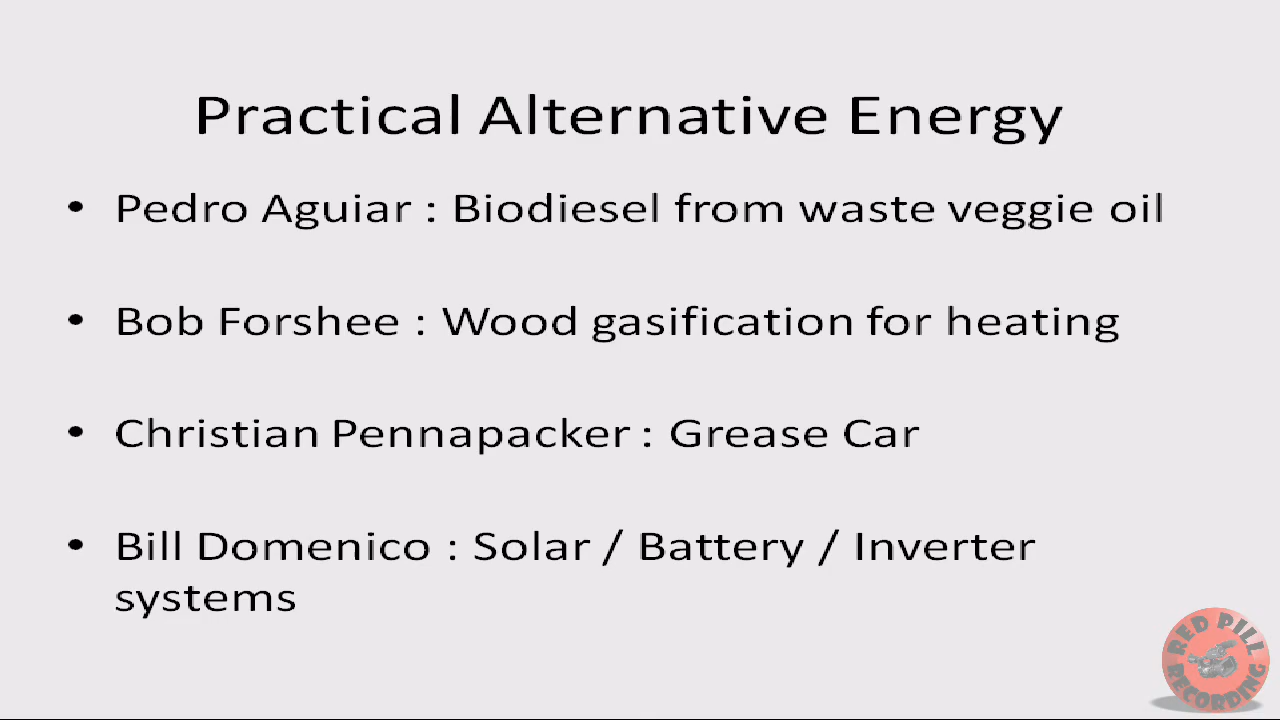 Practical Alternative Energy
• Pedro Aguiar : Biodiesel from waste veggie oil
• Bob Forshee : Wood gasification for heating
• Christian Pennapacker : Grease Car
• Bill Domenico : Solar / Battery / Inverter
systems
RED PILL
RECORDING